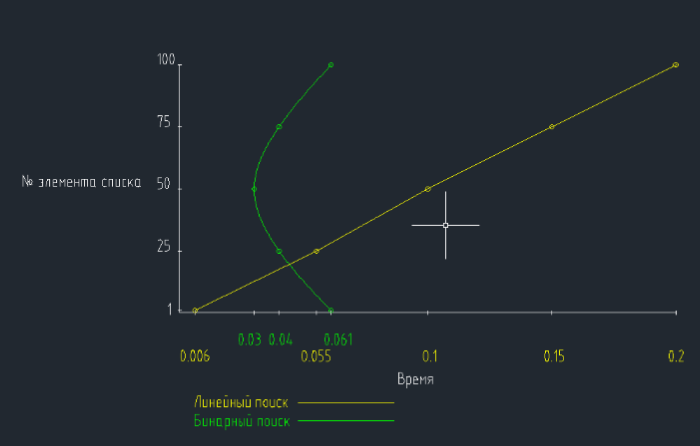 100
75
№ элемента списка 50
25
1
0.03 0.04 0.061
0.006 0.055 0.1 0.15 0.2
Время
Линейный поиск
Бинарный поиск